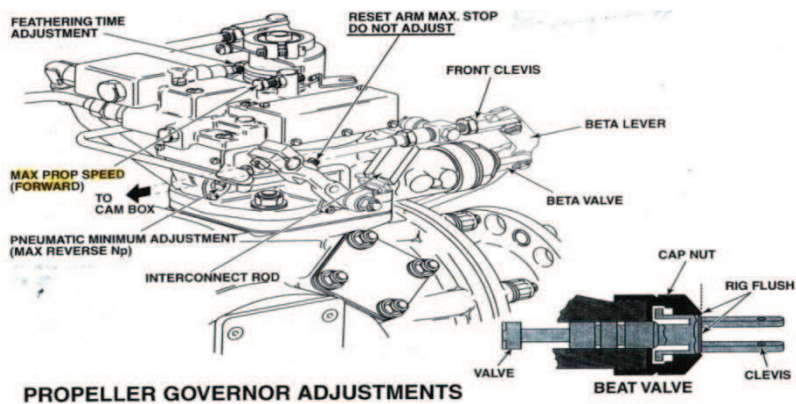 FEATHERING TIME
ADJUSTMENT
RESET ARM MAX. STOP
DO NOT ADJUST
FRONT CLEVIS
BETA LEVER
BETA VALVE
MAX PROP SPEED
(FORWARD)
TO
CAM BOX
PNEUMATIC MINIMUM ADJUSTMENT
(MAX REVERSE Np)
INTERCONNECT ROD
CAP NUT
RIG FLUSH
VALVE
CLEVIS
BEAT VALVE
PROPELLER GOVERNOR ADJUSTMENTS